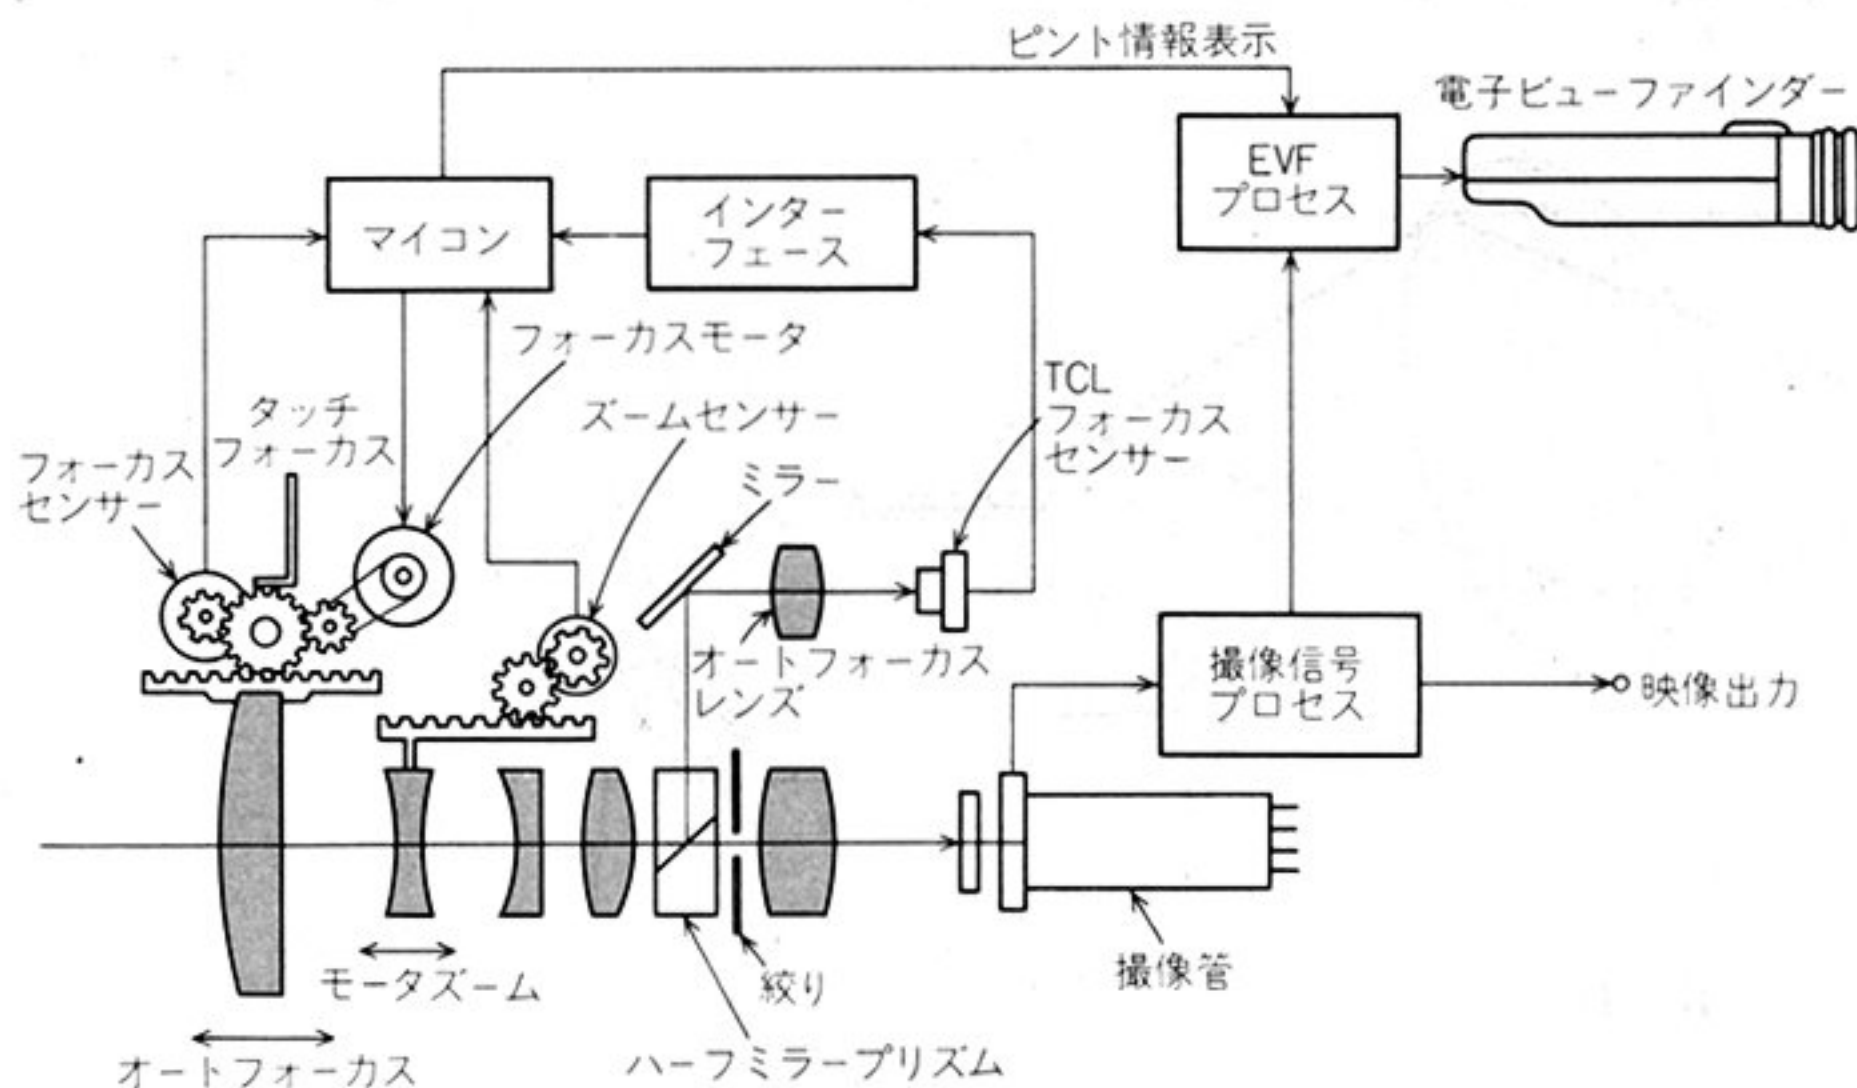 ピント情報表示
電子ビューファインダー
EVF
プロセス
マイコン
インター
フェース
フォーカスモータ
ズームセンサー
TCL
フォーカス
センサー
タッチ
フォーカス
フォーカス
センサー
ミラー
オートフォーカス
レンズ
撮像信号
プロセス
映像出力
モータズーム
絞り
撮像管
オートフォーカス
ハーフミラープリズム